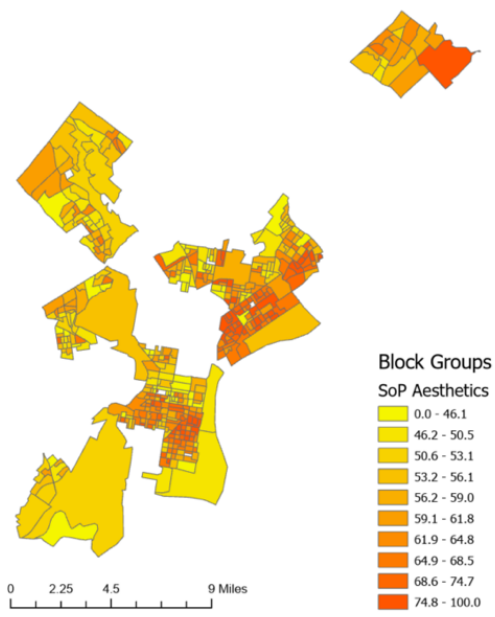 Block Groups
SoP Aesthetics
0.0 - 46.1
46.2 - 50.5
50.6 - 53.1
53.2 - 56.1
56.2 - 59.0
59.1 - 61.8
61.9 - 64.8
64.9 - 68.5
68.6 - 74.7
74.8 - 100.0
0 2.25 4.5 9 Miles